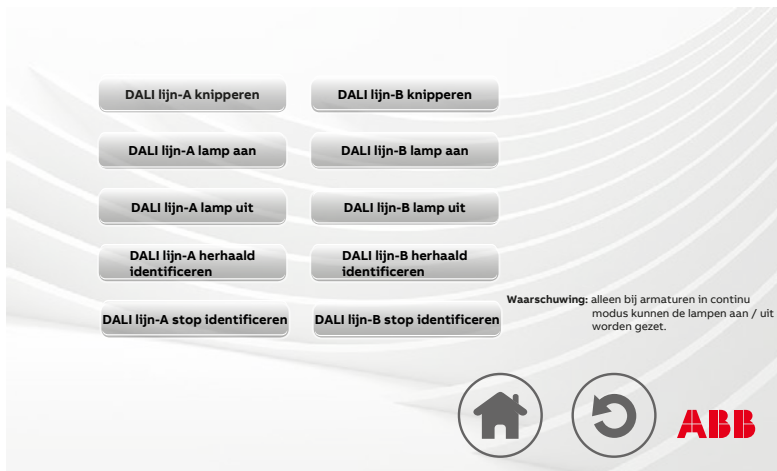 DALI lijn-A knipperen
DALI lijn-B knipperen
DALI lijn-A lamp aan
DALI lijn-B lamp aan
DALI lijn-A lamp uit
DALI lijn-B lamp uit
DALI lijn-A herhaald
identificeren
DALI lijn-B herhaald
identificeren
DALI lijn-A stop identificeren
DALI lijn-B stop identificeren
Waarschuwing: alleen bij armaturen in continu
modus kunnen de lampen aan / uit
worden gezet.
ABB